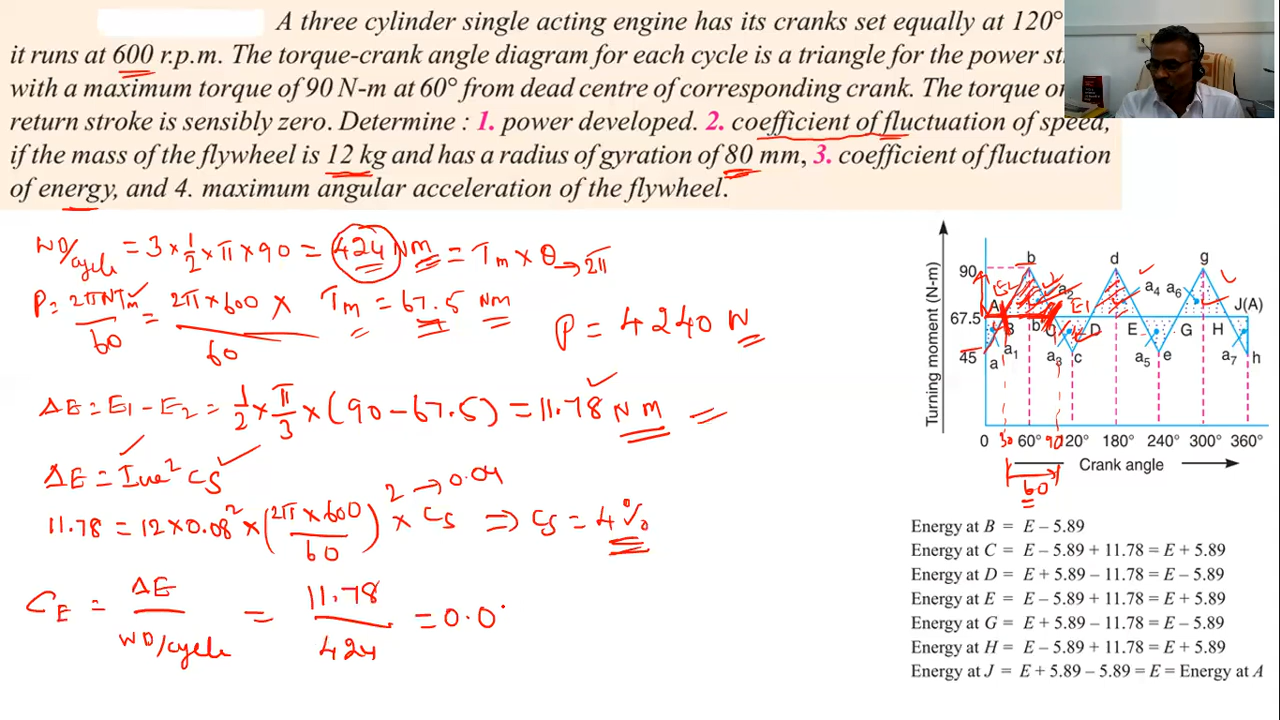 A three cylinder single acting engine has its cranks set equally at 120°
it runs at 600 r.p.m. The torque-crank angle diagram for each cycle is a triangle for the power st
with a maximum torque of 90 N-m at 60° from dead centre of corresponding crank. The torque on
return stroke is sensibly zero. Determine : 1. power developed. 2. coefficient of fluctuation of speed,
if the mass of the flywheel is 12 kg and has a radius of gyration of 80 mm, 3. coefficient of fluctuation
of energy, and 4. maximum angular acceleration of the flywheel.
WD/cycle = 3 × 1/2 × π × 90 = 424 Nm = Tm × θ → 2π
P = 2πNTm/60 = 2π × 600/60 × Tm = 67.5 Nm
P = 4240 W
ΔE = E1 - E2 = 1/2 × π/3 × (90 - 67.5) = 11.78 N M
ΔE = Iω² Cs
11.78 = 12 × 0.08² × (2π × 600/60)² × Cs ⇒ Cs = 4%
→ 0.04
CE = ΔE/WD/cycle = 11.78/424 = 0.0
Turning moment (N-m)
90
67.5
45
b d g
E2 a2 a4 a6
A E1 J(A)
B b C D E G H
a1 a3 a5 a7
a c e h
0 30 60° 90 120° 180° 240° 300° 360°
Crank angle
60
Energy at B = E – 5.89
Energy at C = E – 5.89 + 11.78 = E + 5.89
Energy at D = E + 5.89 – 11.78 = E – 5.89
Energy at E = E – 5.89 + 11.78 = E + 5.89
Energy at G = E + 5.89 – 11.78 = E – 5.89
Energy at H = E – 5.89 + 11.78 = E + 5.89
Energy at J = E + 5.89 – 5.89 = E = Energy at A